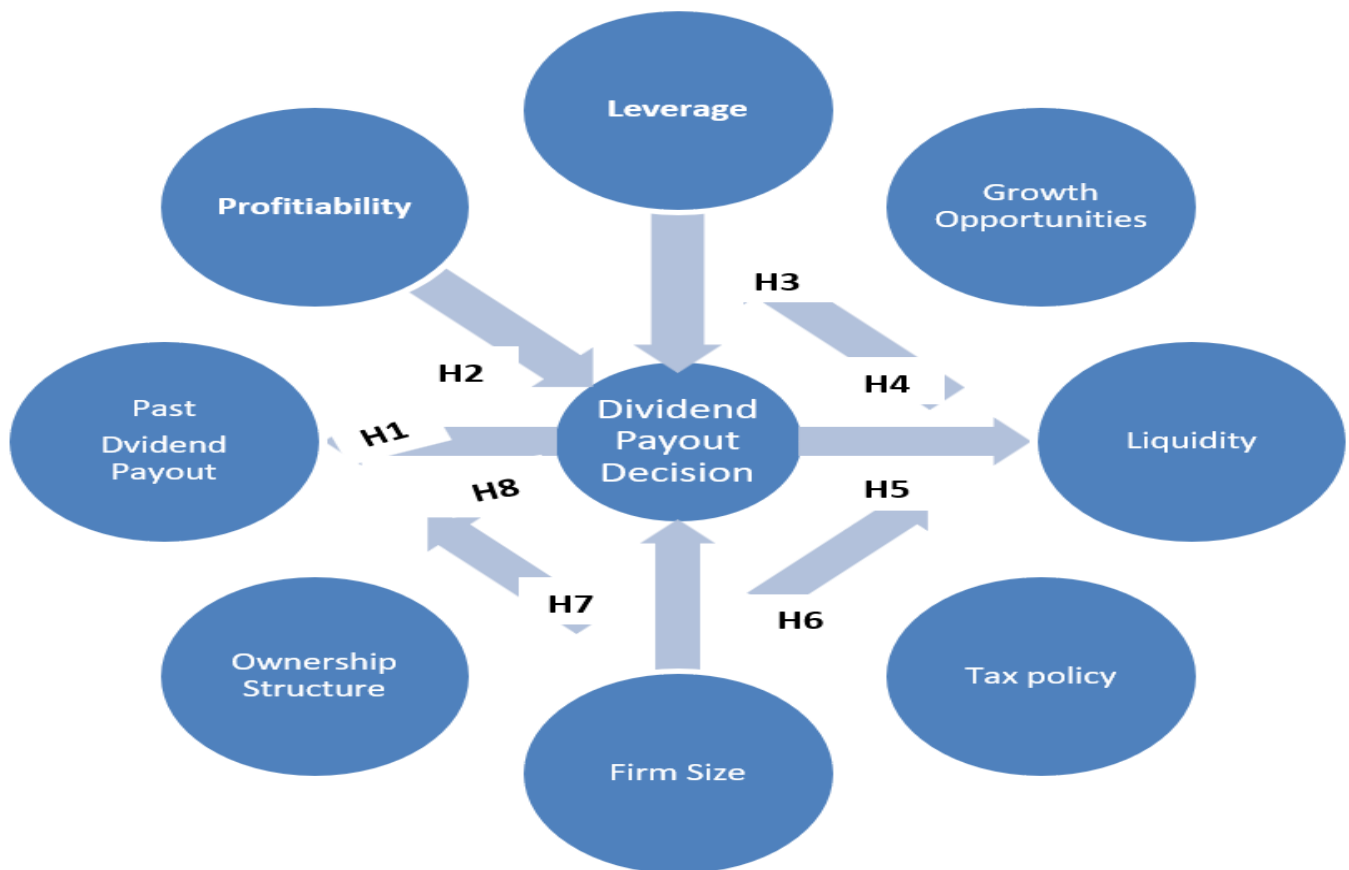 Leverage
Profitiability
Growth
Opportunities
H3
H2
H4
Past
Dvidend
Payout
H1
Dividend
Payout
Decision
Liquidity
H8
H5
H7
H6
Ownership
Structure
Tax policy
Firm Size